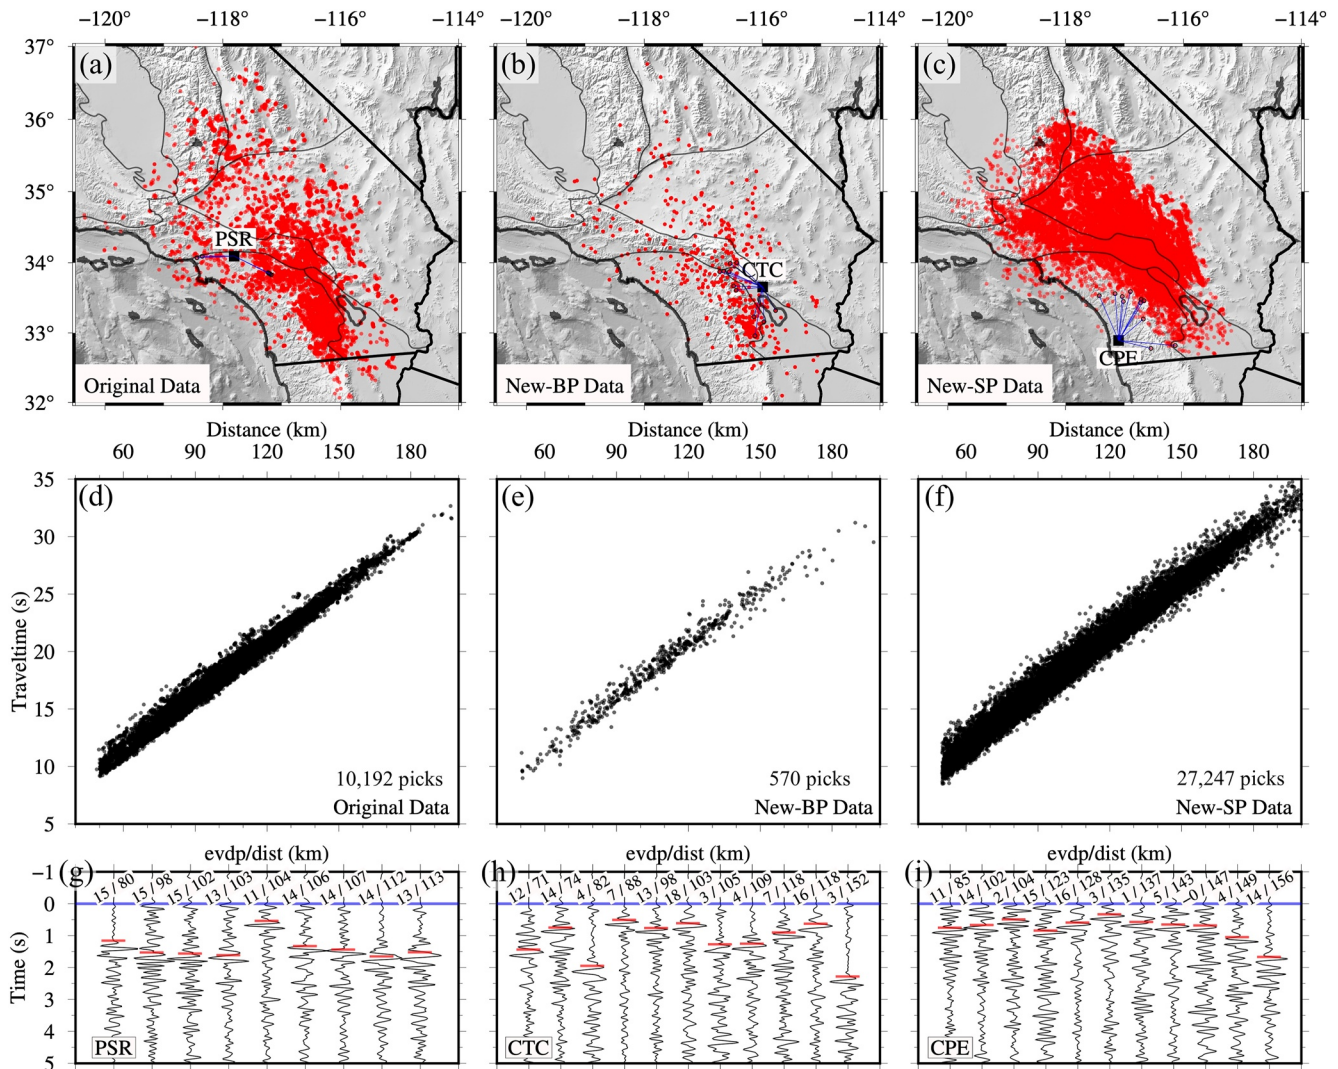 −120° −118° −116° −114° −120° −118° −116° −114° −120° −118° −116° −114°
37°
36°
35°
34°
33°
32°
(a)
PSR
Original Data
(b)
CTC
New-BP Data
(c)
CPE
New-SP Data
Distance (km) Distance (km) Distance (km)
60 90 120 150 180 60 90 120 150 180 60 90 120 150 180
Traveltime (s)
35
30
25
20
15
10
5
(d)
10,192 picks
Original Data
(e)
570 picks
New-BP Data
(f)
27,247 picks
New-SP Data
evdp/dist (km) evdp/dist (km) evdp/dist (km)
Time (s)
−1
0
1
2
3
4
5
(g)
15 / 80 15 / 98 15 / 102 13 / 103 11 / 104 14 / 106 14 / 107 14 / 112 13 / 113
PSR
(h)
12 / 71 14 / 74 4 / 82 7 / 88 13 / 98 18 / 103 3 / 105 4 / 109 7 / 118 16 / 118 3 / 152
CTC
(i)
11 / 85 14 / 102 2 / 104 15 / 123 16 / 128 3 / 135 1 / 137 5 / 143 −0 / 147 4 / 149 14 / 156
CPE